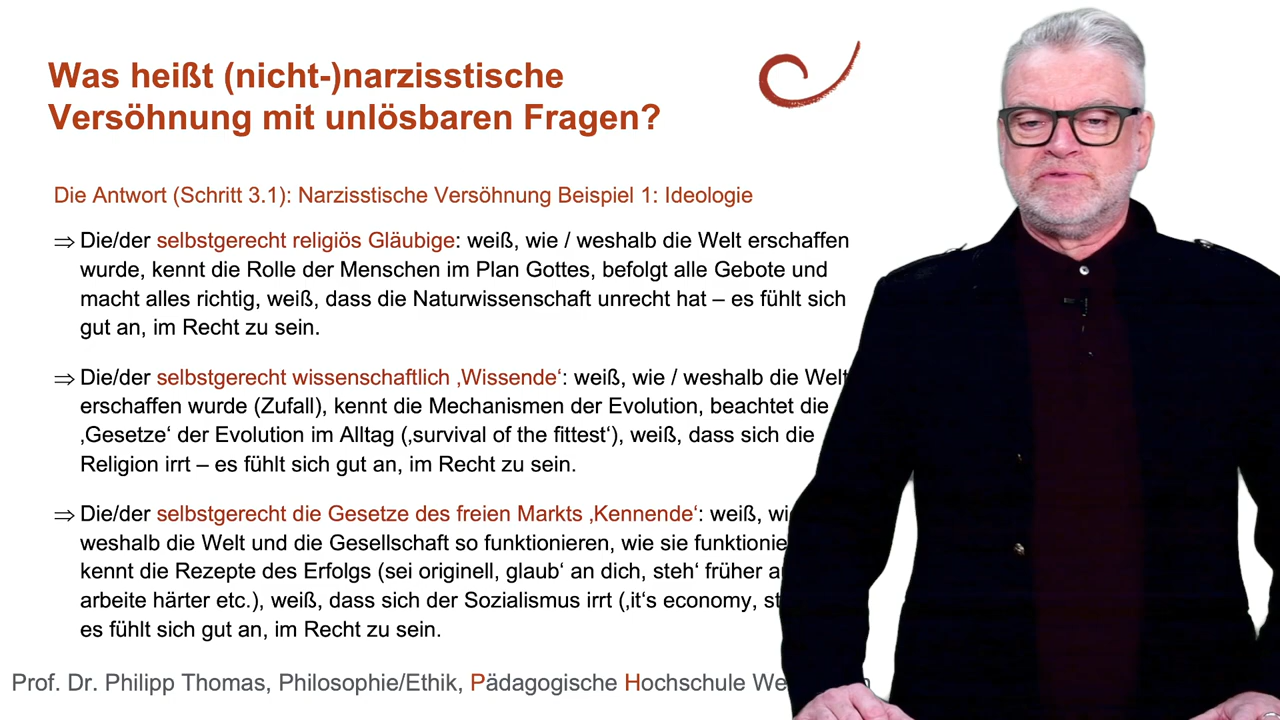 Was heißt (nicht-)narzisstische
Versöhnung mit unlösbaren Fragen?
Die Antwort (Schritt 3.1): Narzisstische Versöhnung Beispiel 1: Ideologie
⇒ Die/der selbstgerecht religiös Gläubige: weiß, wie / weshalb die Welt erschaffen
wurde, kennt die Rolle der Menschen im Plan Gottes, befolgt alle Gebote und
macht alles richtig, weiß, dass die Naturwissenschaft unrecht hat – es fühlt sich
gut an, im Recht zu sein.
⇒ Die/der selbstgerecht wissenschaftlich ‚Wissende‘: weiß, wie / weshalb die Welt
erschaffen wurde (Zufall), kennt die Mechanismen der Evolution, beachtet die
‚Gesetze‘ der Evolution im Alltag (‚survival of the fittest‘), weiß, dass sich die
Religion irrt – es fühlt sich gut an, im Recht zu sein.
⇒ Die/der selbstgerecht die Gesetze des freien Markts ‚Kennende‘: weiß,
weshalb die Welt und die Gesellschaft so funktionieren, wie sie
kennt die Rezepte des Erfolgs (sei originell, glaub‘ an dich, steh‘ früher
arbeite härter etc.), weiß, dass sich der Sozialismus irrt (‚it‘s economy,
es fühlt sich gut an, im Recht zu sein.
Prof. Dr. Philipp Thomas, Philosophie/Ethik, Pädagogische Hochschule